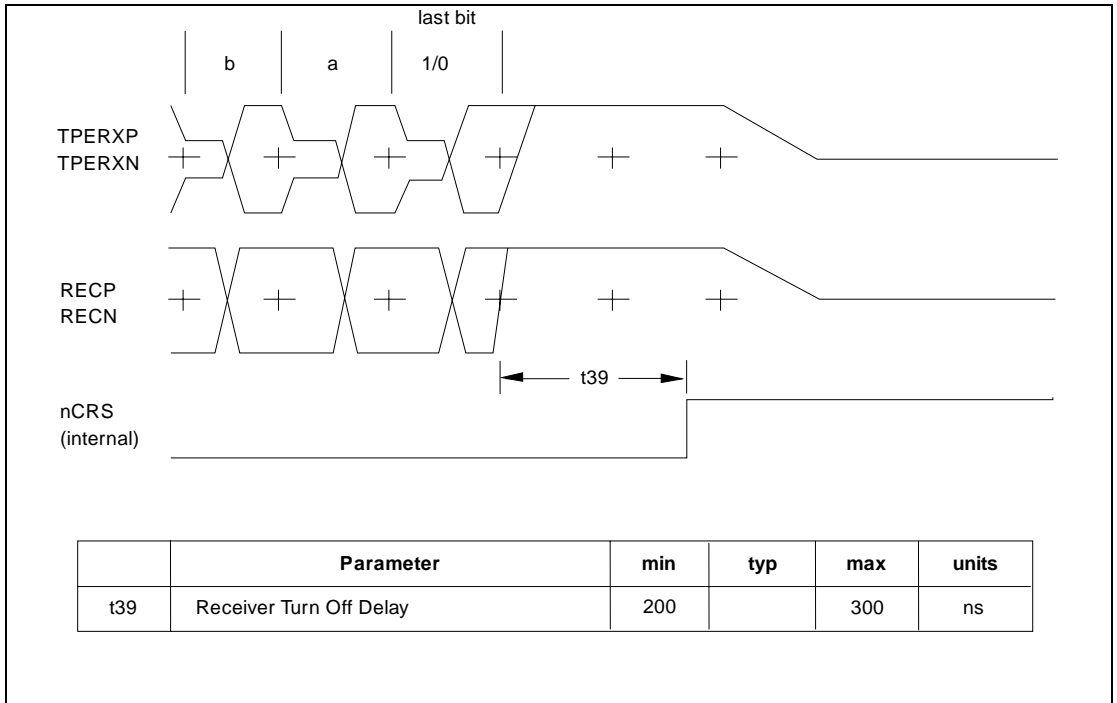 last bit
b a 1/0
TPERXP
TPERXN
RECP
RECN
t39
nCRS
(internal)
Parameter min typ max units
t39 Receiver Turn Off Delay 200 300 ns